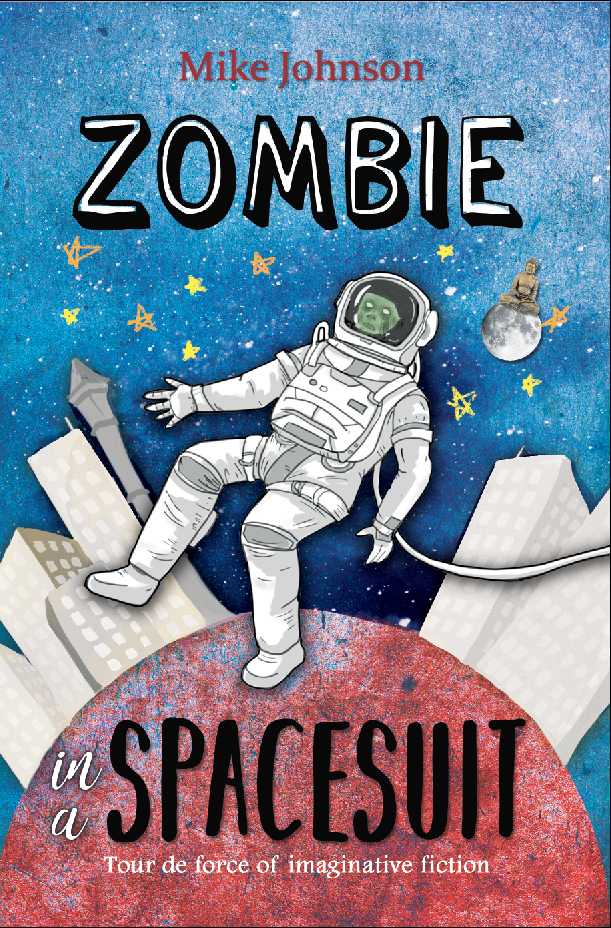 Mike Johnson
ZOMBIE
in
a
SPACESUIT
Tour de force of imaginative fiction